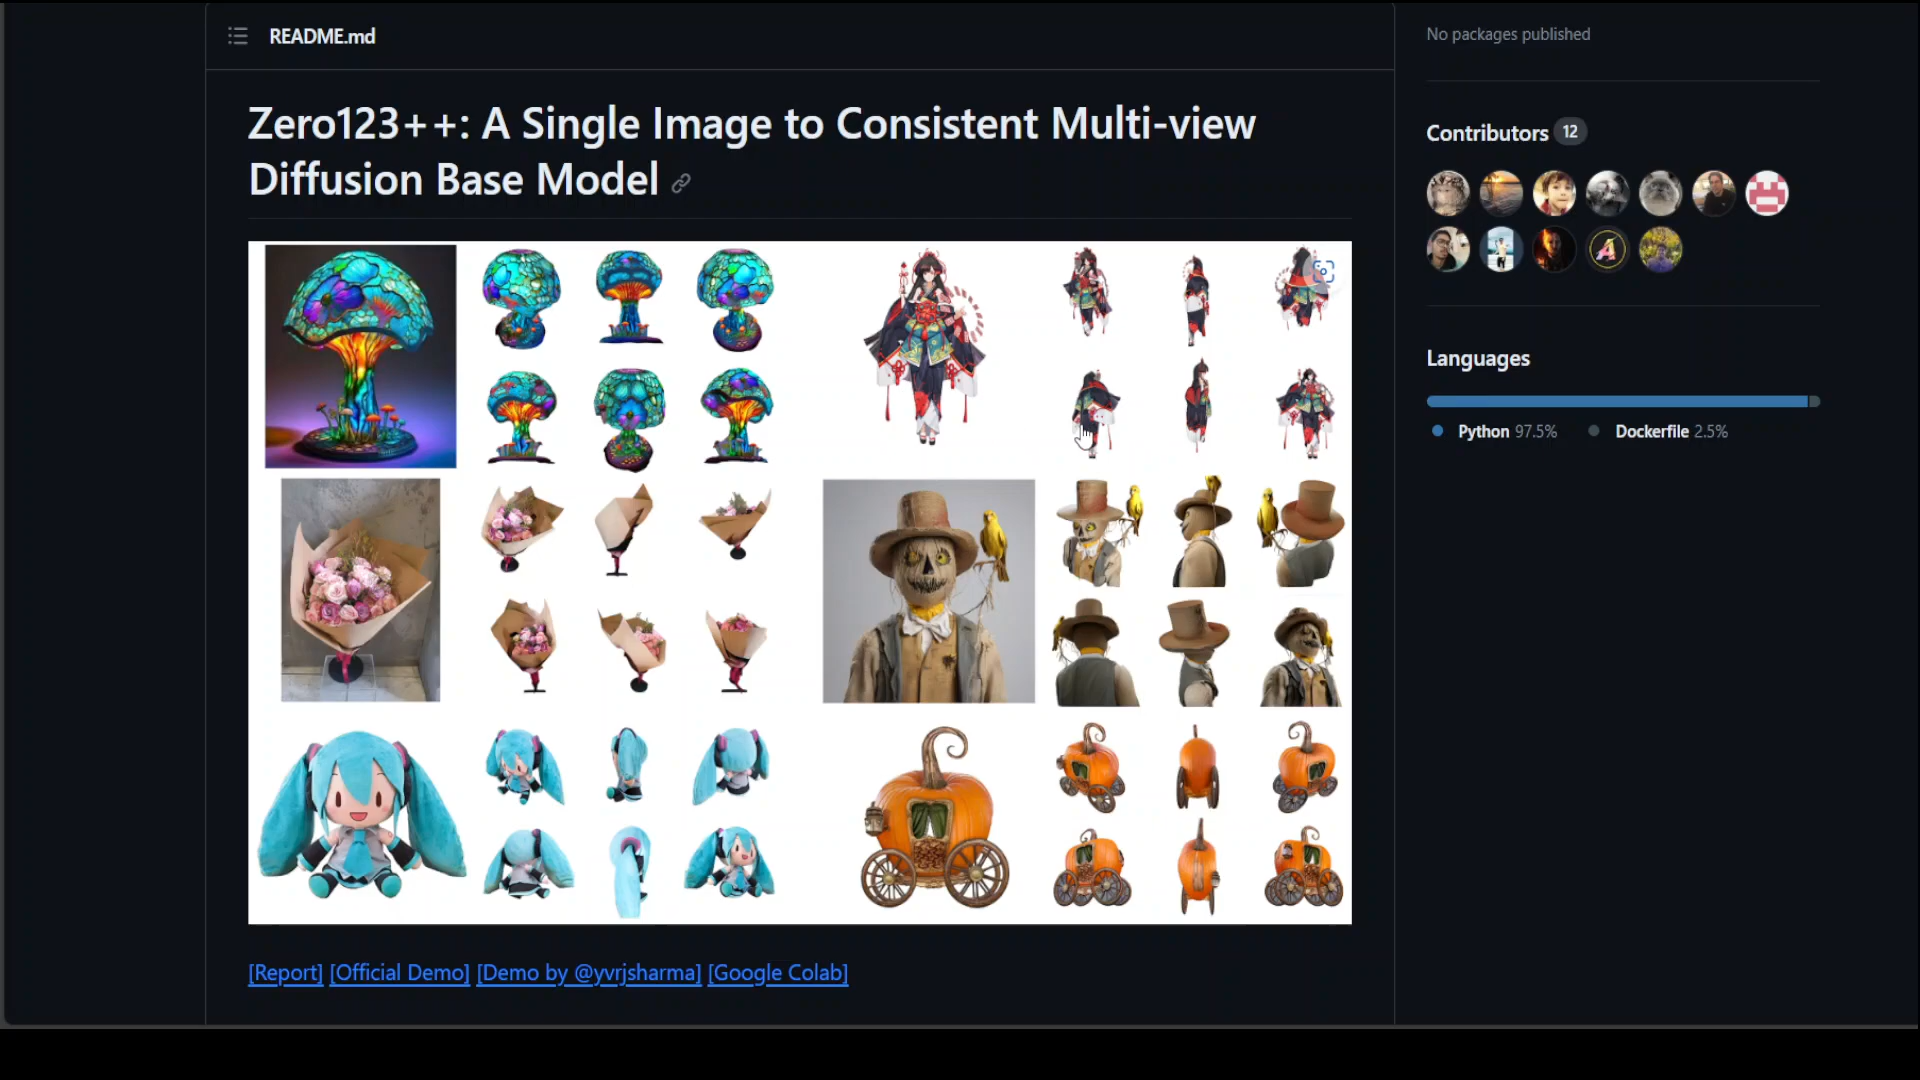 README.md
Zero123++: A Single Image to Consistent Multi-view
Diffusion Base Model
[Report] [Official Demo] [Demo by @yvrjsharma] [Google Colab]
No packages published
Contributors 12
A
Languages
Python 97.5% Dockerfile 2.5%